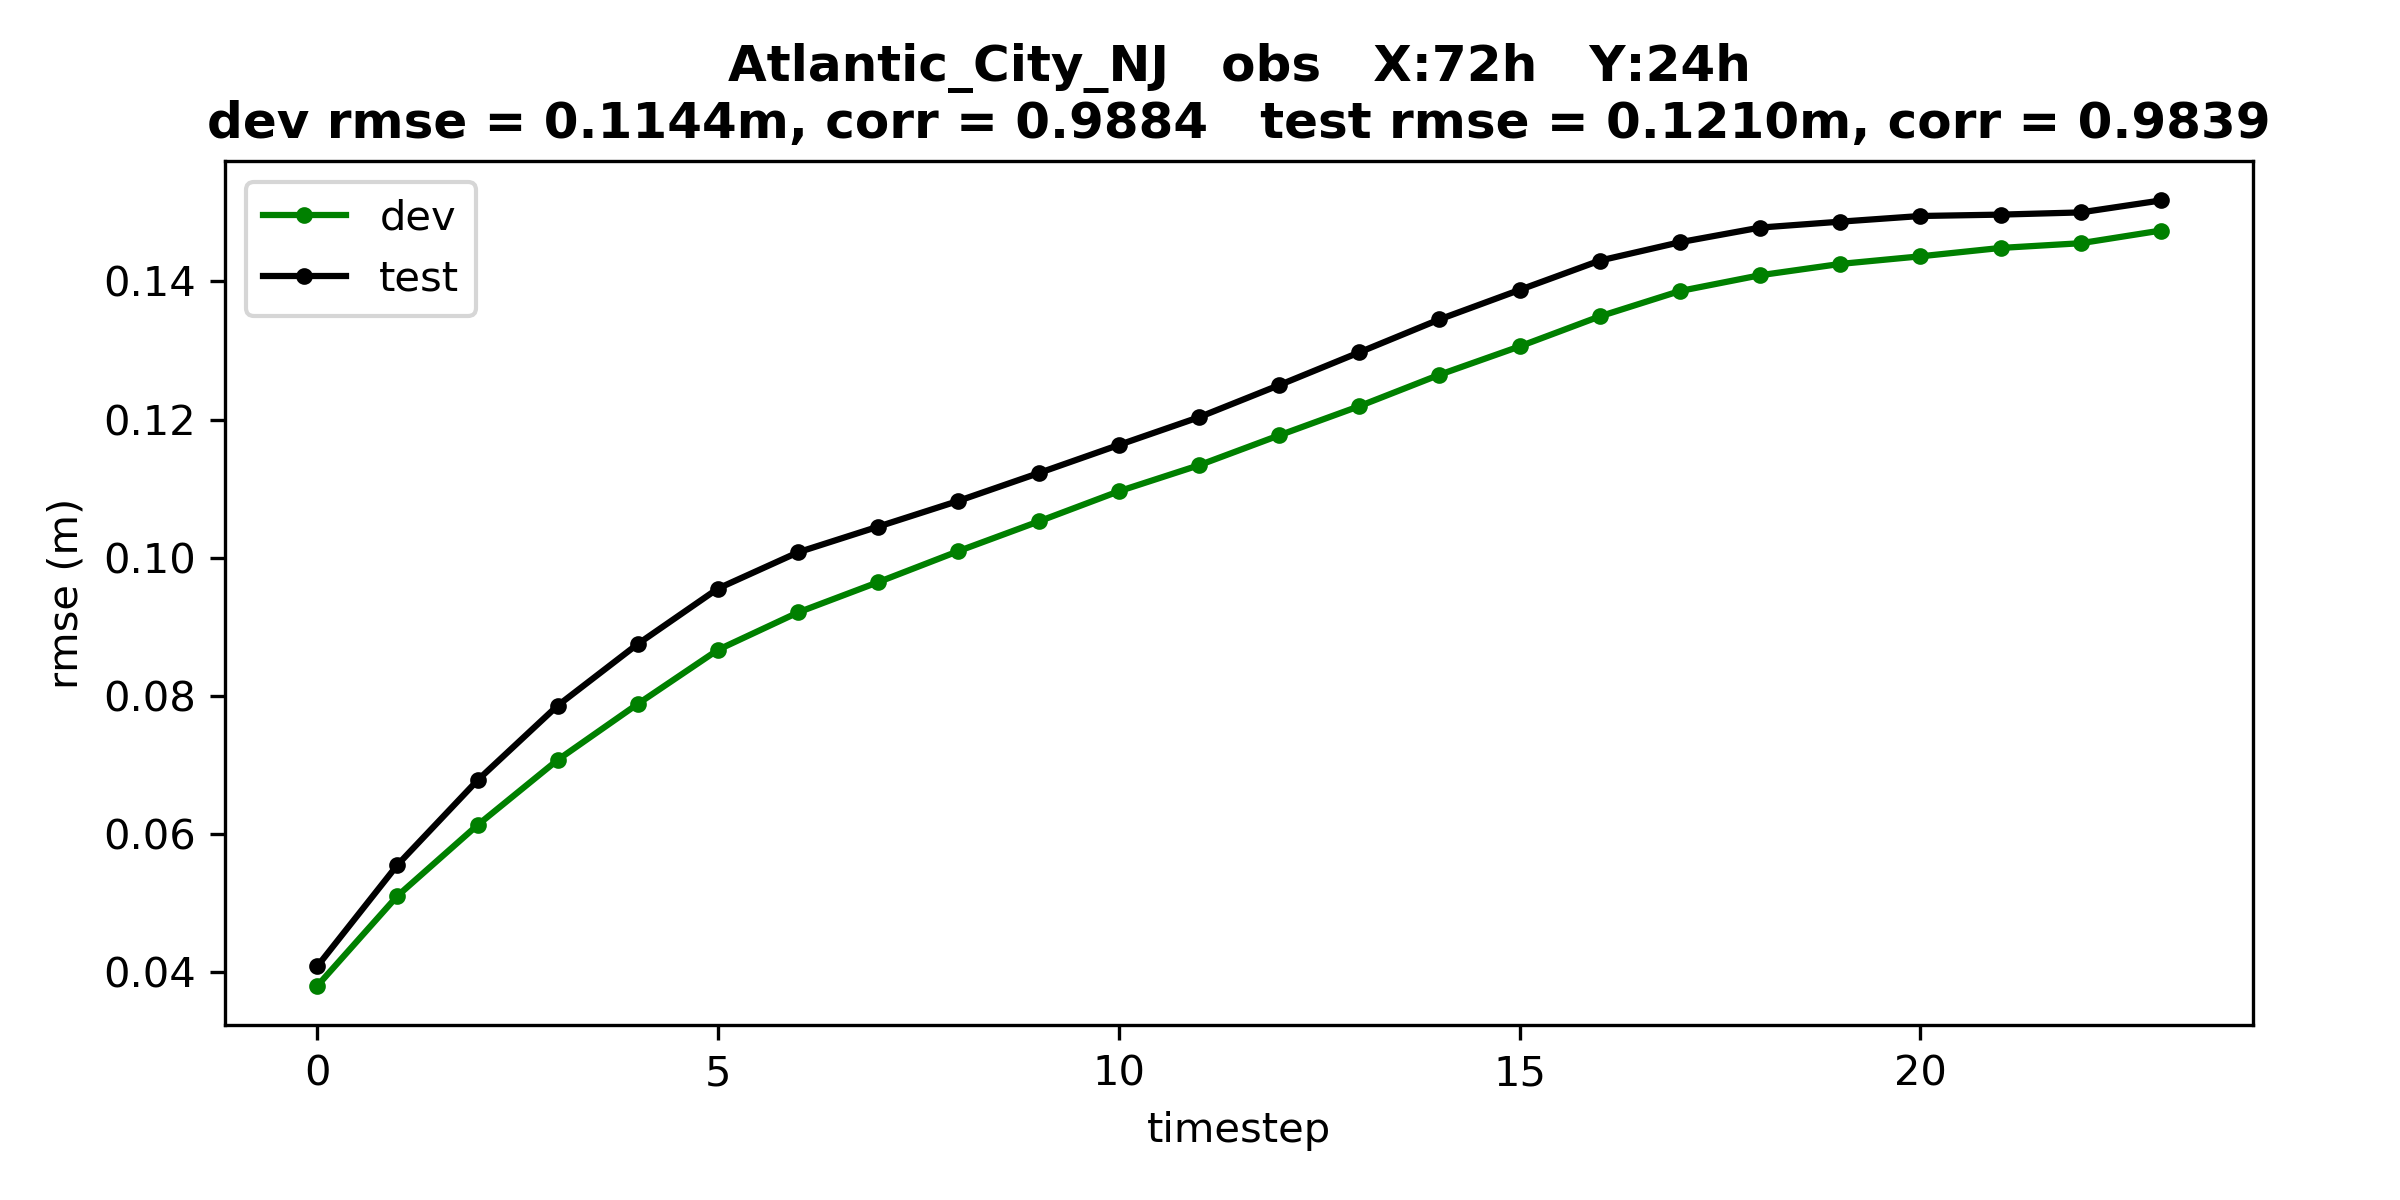 Atlantic_City_NJ   obs   X:72h   Y:24h
dev rmse = 0.1144m, corr = 0.9884   test rmse = 0.1210m, corr = 0.9839
dev
test
0.14
0.12
0.10
0.08
0.06
0.04
rmse (m)
0 5 10 15 20
timestep